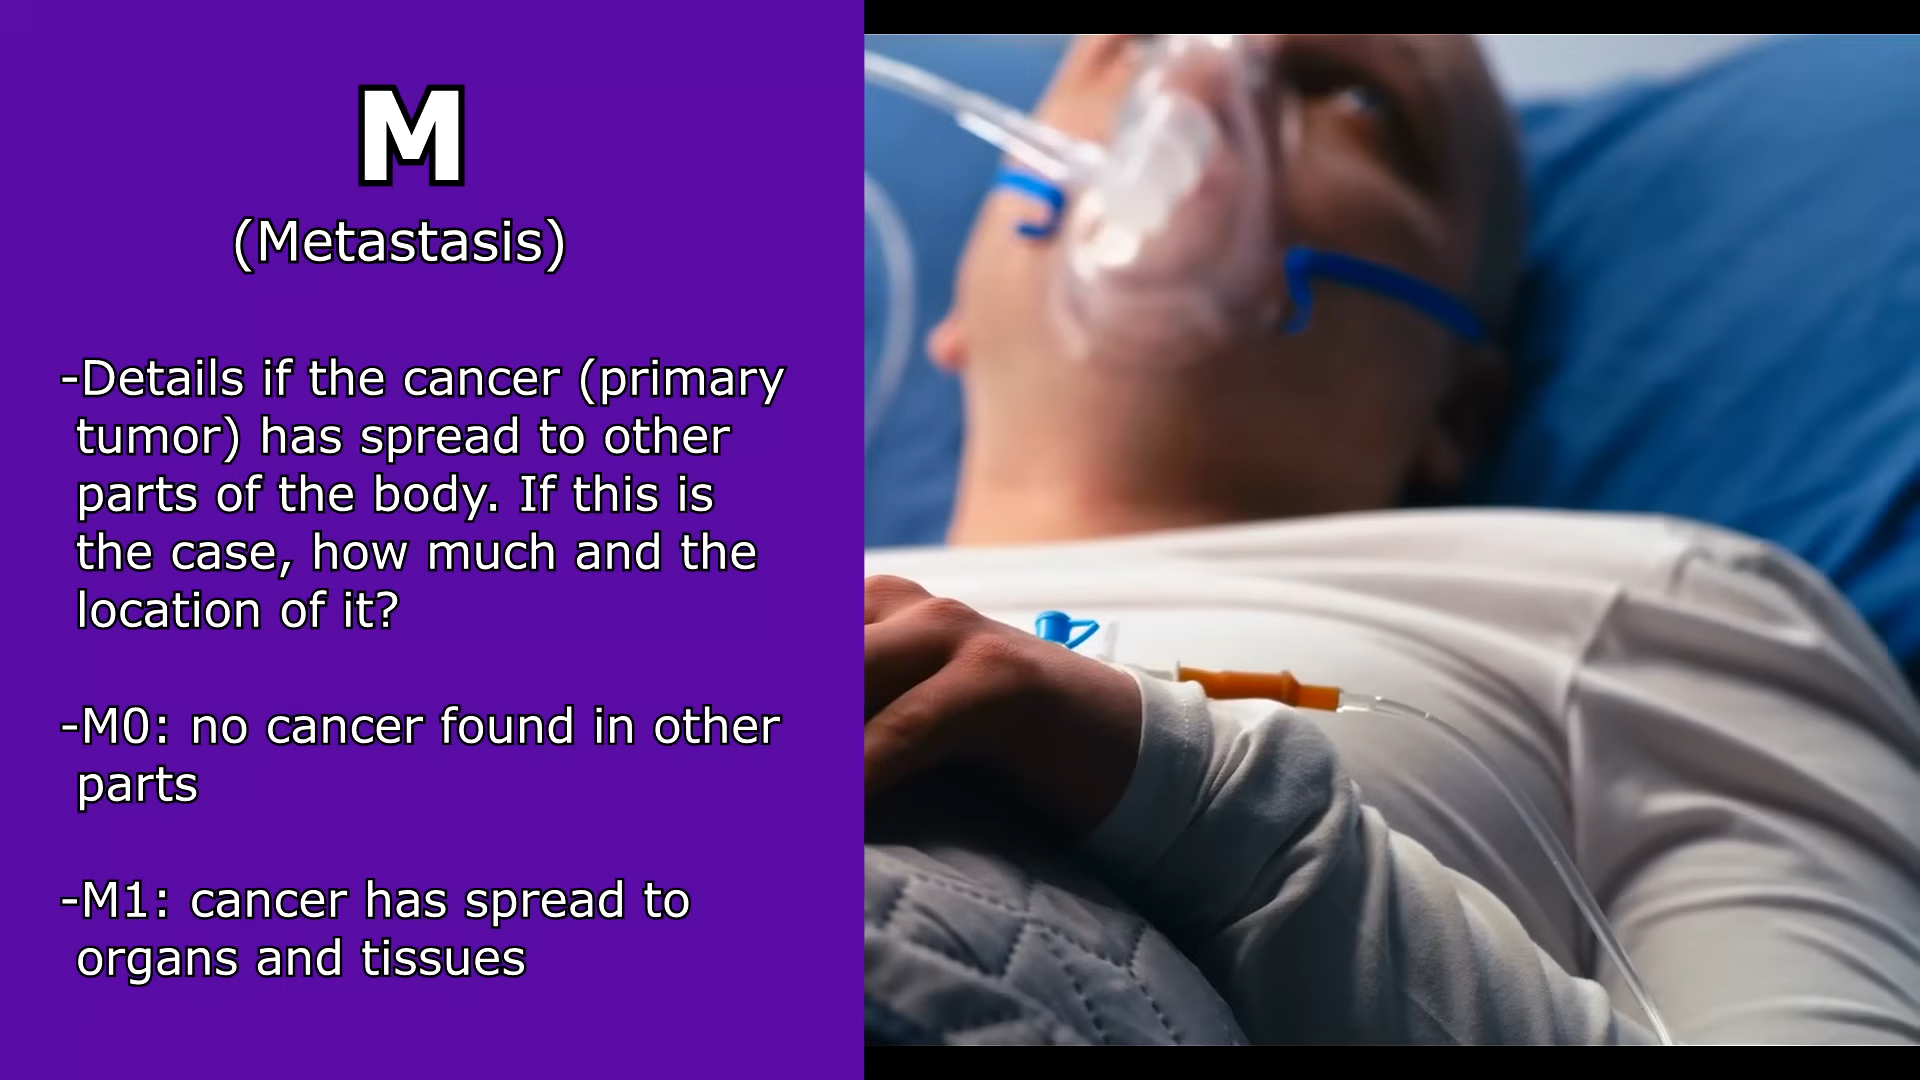 M
(Metastasis)
-Details if the cancer (primary
tumor) has spread to other
parts of the body. If this is
the case, how much and the
location of it?
-M0: no cancer found in other
parts
-M1: cancer has spread to
organs and tissues